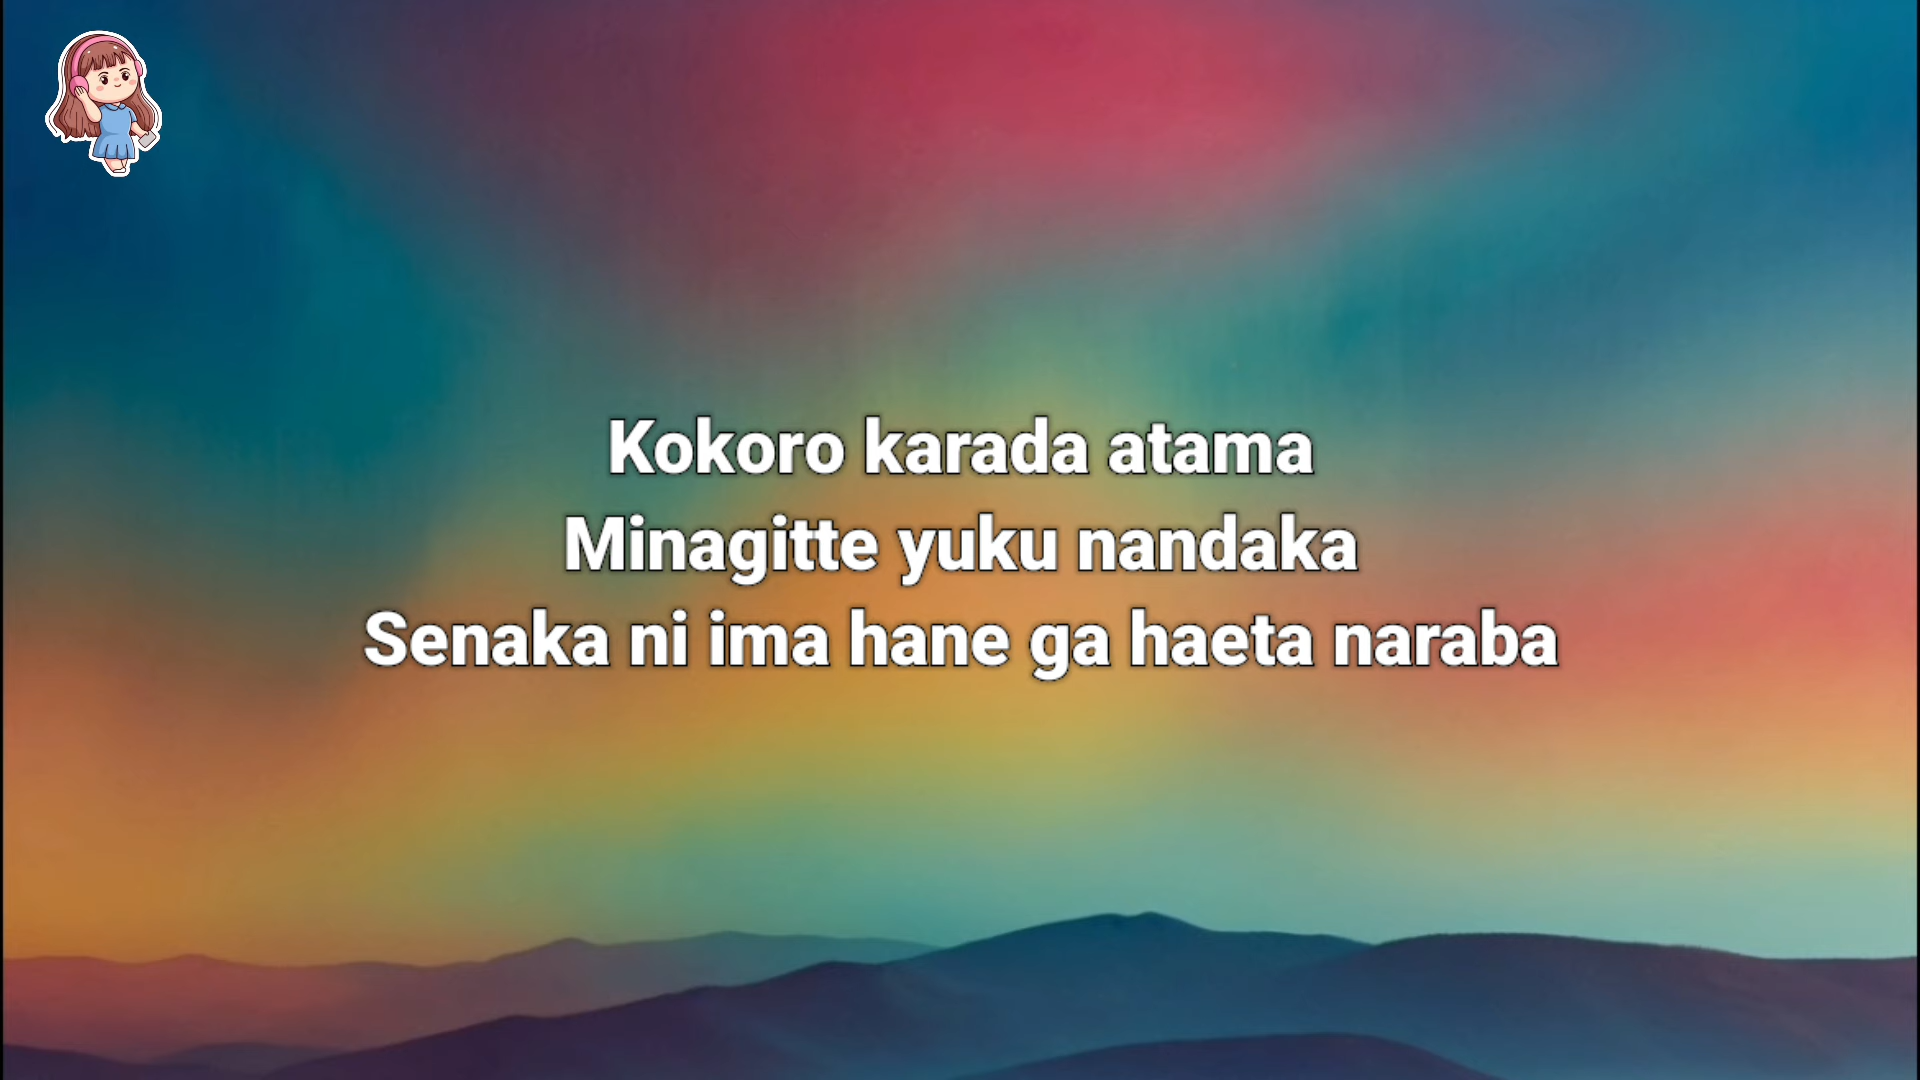 Kokoro karada atama
Minagitte yuku nandaka
Senaka ni ima hane ga haeta naraba